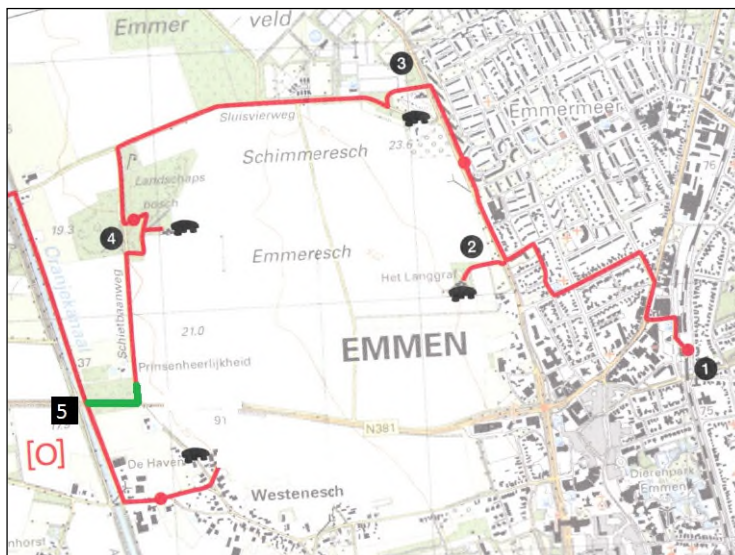 Emmer veld
3
Emmermeer
Sluisvierweg
Schimmeresch
23.6
76
Landschaps
bosch
19.3
4
2
Emmeresch
Het Langgraf
Oranjekanaal
Schietbaanweg
21.0
EMMEN
37
Prinsenheerlijkheid
1
5
75
91
N381
[O]
De Haven
Dierenpark
Emmen
Westenesch
nhorst